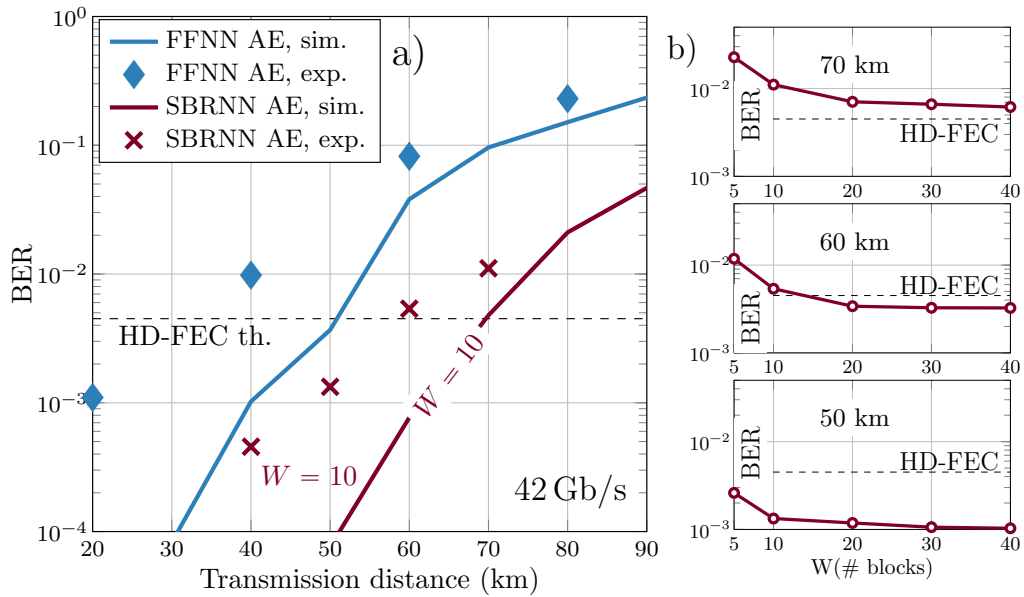 a)
FFNN AE, sim.
FFNN AE, exp.
SBRNN AE, sim.
SBRNN AE, exp.
10^0
10^−1
10^−2
10^−3
10^−4
BER
HD-FEC th.
W = 10
W = 10
42 Gb/s
20 30 40 50 60 70 80 90
Transmission distance (km)
b)
70 km
10^−2
10^−3
BER
HD-FEC
5 10 20 30 40
60 km
10^−2
10^−3
BER
HD-FEC
5 10 20 30 40
50 km
10^−2
10^−3
BER
HD-FEC
5 10 20 30 40
W(# blocks)